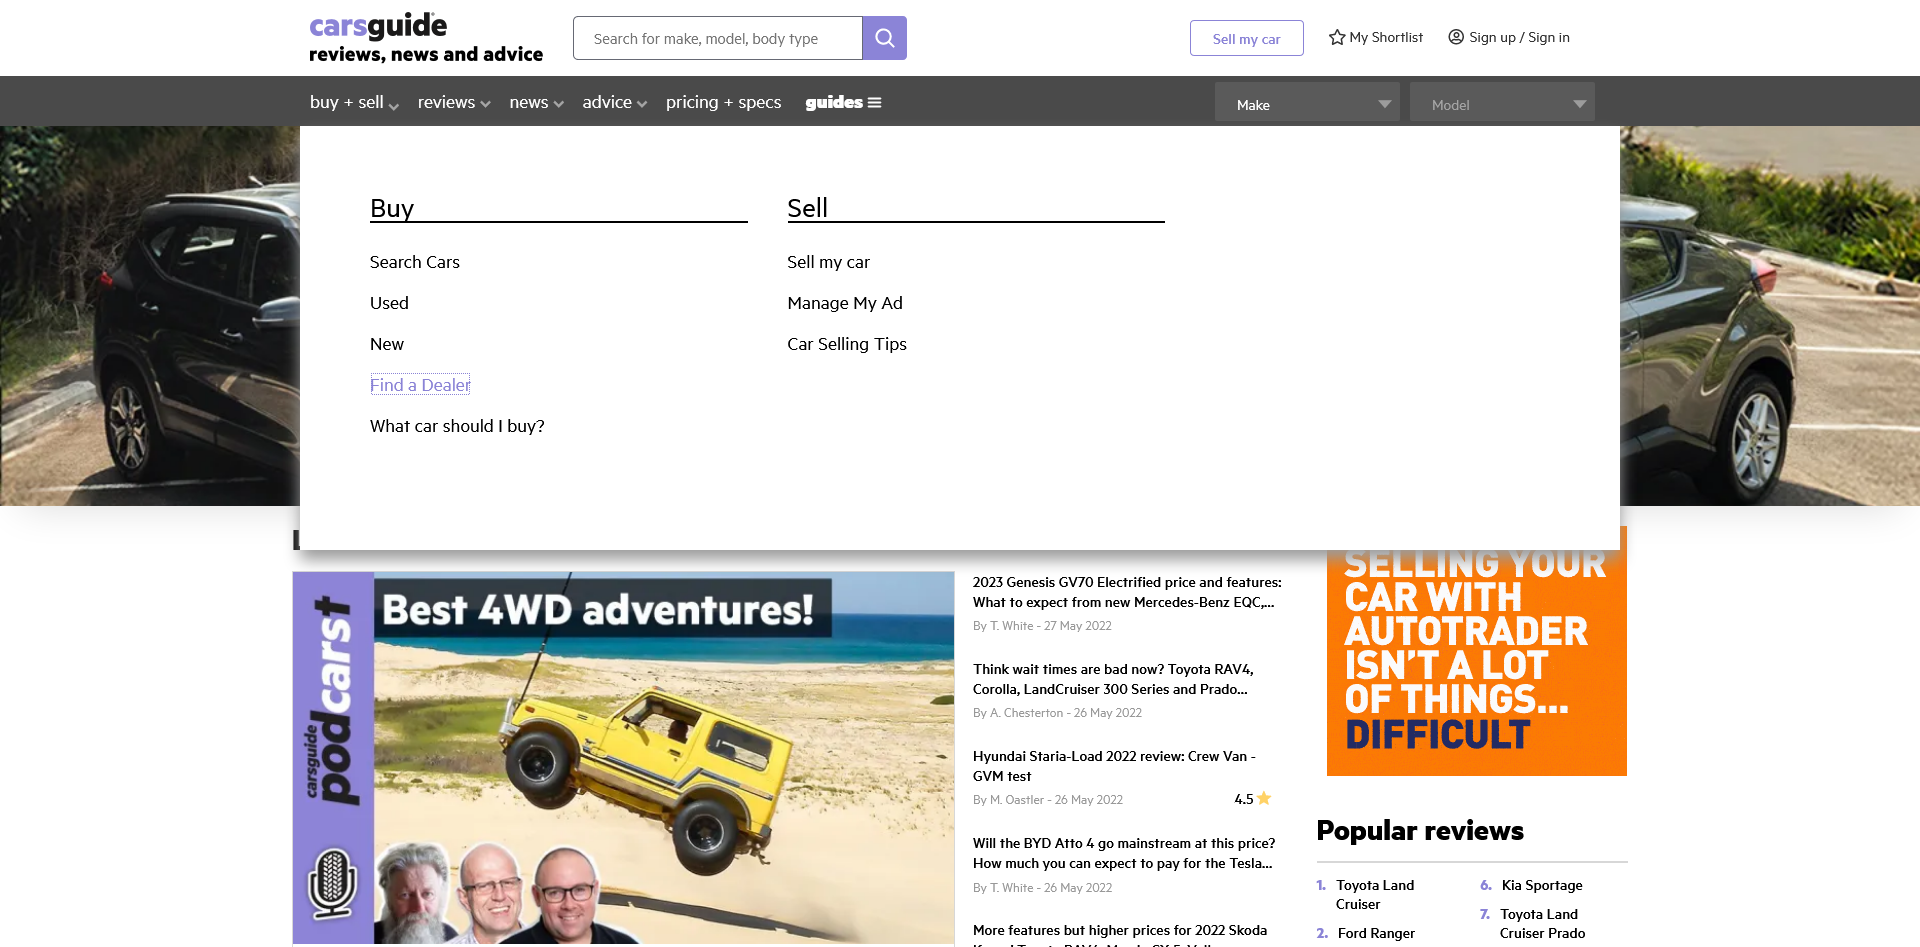 carsguide
reviews, news and advice
Search for make, model, body type
Sell my car
My Shortlist
Sign up / Sign in
buy + sell
reviews
news
advice
pricing + specs
guides
Make
Model
Buy
Search Cars
Used
New
Find a Dealer
What car should I buy?
Sell
Sell my car
Manage My Ad
Car Selling Tips
carsguide
podcarst
Best 4WD adventures!
2023 Genesis GV70 Electrified price and features:
What to expect from new Mercedes-Benz EQC,...
By T. White - 27 May 2022
Think wait times are bad now? Toyota RAV4,
Corolla, LandCruiser 300 Series and Prado...
By A. Chesterton - 26 May 2022
Hyundai Staria-Load 2022 review: Crew Van -
GVM test
By M. Oastler - 26 May 2022
4.5
Will the BYD Atto 4 go mainstream at this price?
How much you can expect to pay for the Tesla...
By T. White - 26 May 2022
More features but higher prices for 2022 Skoda
SELLING YOUR
CAR WITH
AUTOTRADER
ISN'T A LOT
OF THINGS...
DIFFICULT
Popular reviews
1. Toyota Land
Cruiser
2. Ford Ranger
6. Kia Sportage
7. Toyota Land
Cruiser Prado